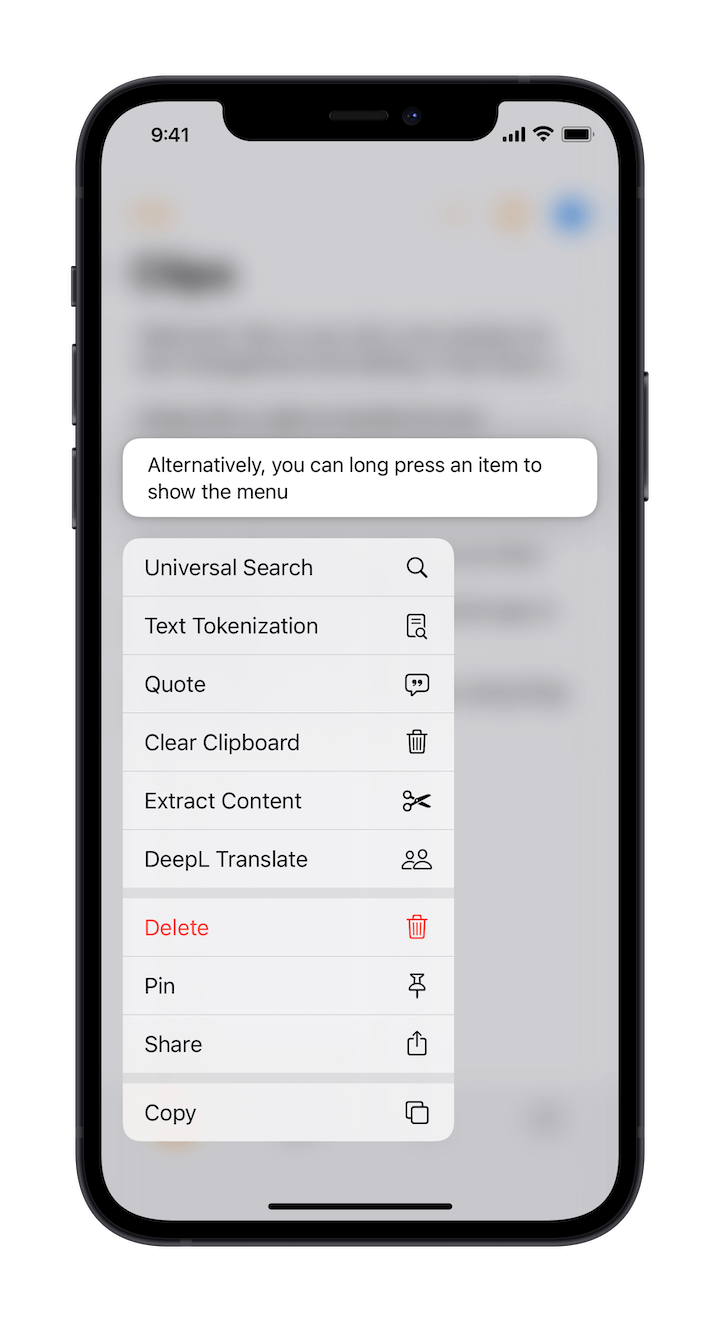 9:41
Clips
Alternatively, you can long press an item to
show the menu
Universal Search
Text Tokenization
Quote
Clear Clipboard
Extract Content
DeepL Translate
Delete
Pin
Share
Copy